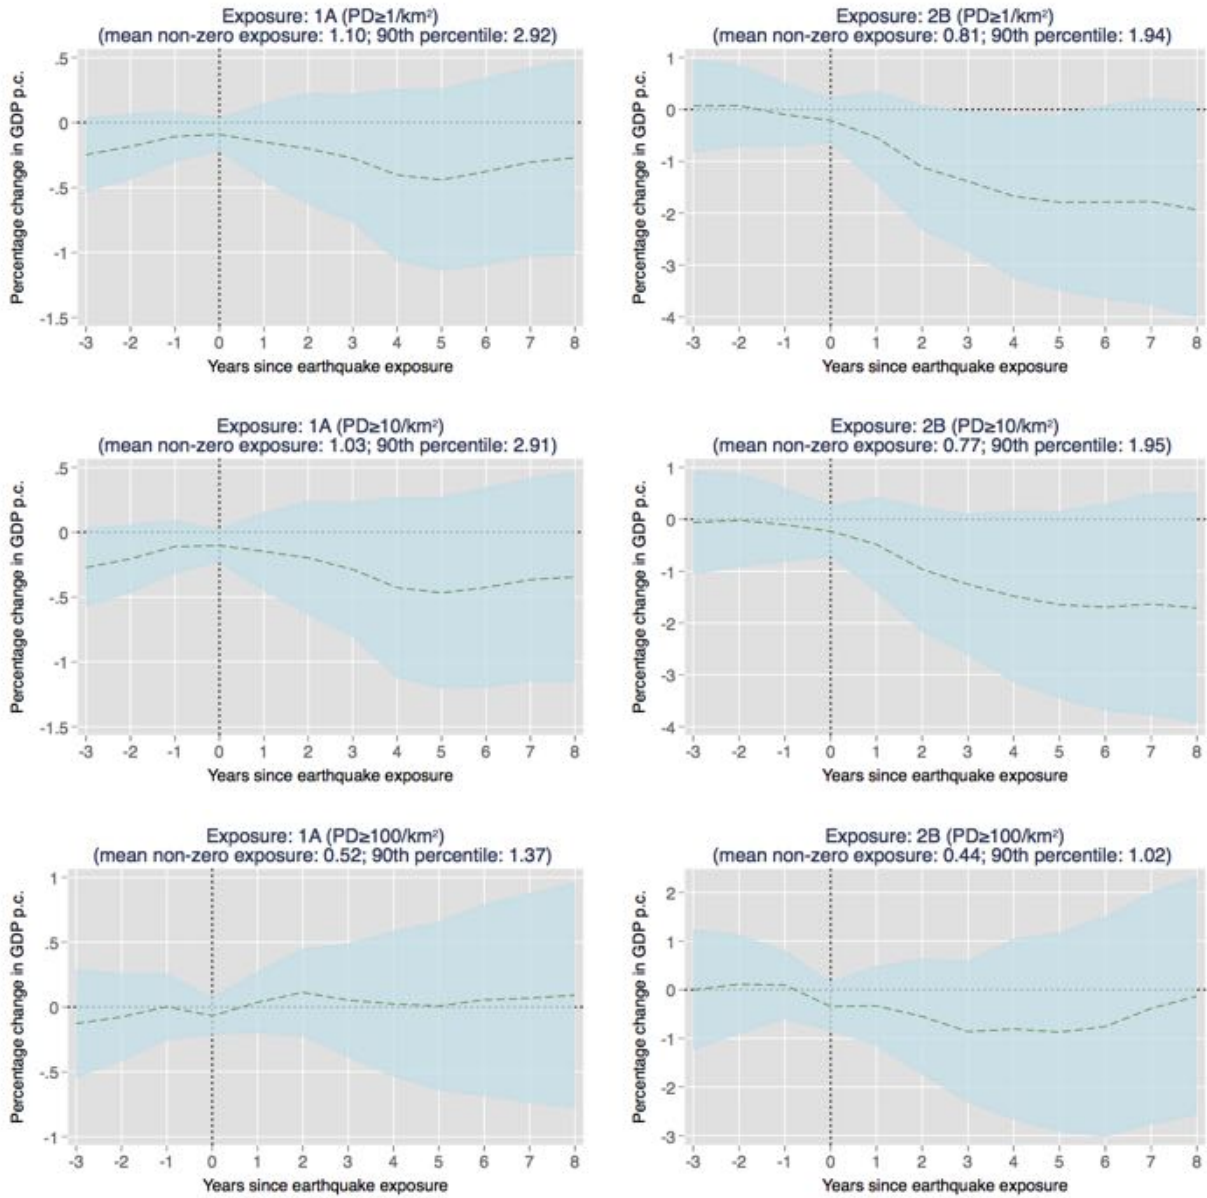 Exposure: 1A (PD≥1/km²)
(mean non-zero exposure: 1.10; 90th percentile: 2.92)
Percentage change in GDP p.c.
.5
0
-.5
-1
-1.5
-3 -2 -1 0 1 2 3 4 5 6 7 8
Years since earthquake exposure
Exposure: 2B (PD≥1/km²)
(mean non-zero exposure: 0.81; 90th percentile: 1.94)
Percentage change in GDP p.c.
1
0
-1
-2
-3
-4
-3 -2 -1 0 1 2 3 4 5 6 7 8
Years since earthquake exposure
Exposure: 1A (PD≥10/km²)
(mean non-zero exposure: 1.03; 90th percentile: 2.91)
Percentage change in GDP p.c.
.5
0
-.5
-1
-1.5
-3 -2 -1 0 1 2 3 4 5 6 7 8
Years since earthquake exposure
Exposure: 2B (PD≥10/km²)
(mean non-zero exposure: 0.77; 90th percentile: 1.95)
Percentage change in GDP p.c.
1
0
-1
-2
-3
-4
-3 -2 -1 0 1 2 3 4 5 6 7 8
Years since earthquake exposure
Exposure: 1A (PD≥100/km²)
(mean non-zero exposure: 0.52; 90th percentile: 1.37)
Percentage change in GDP p.c.
1
.5
0
-.5
-1
-3 -2 -1 0 1 2 3 4 5 6 7 8
Years since earthquake exposure
Exposure: 2B (PD≥100/km²)
(mean non-zero exposure: 0.44; 90th percentile: 1.02)
Percentage change in GDP p.c.
2
1
0
-1
-2
-3
-3 -2 -1 0 1 2 3 4 5 6 7 8
Years since earthquake exposure